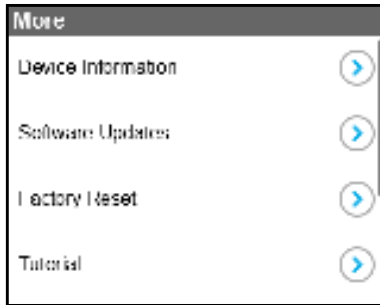 More
Device Information
Software Updates
Factory Reset
Tutorial